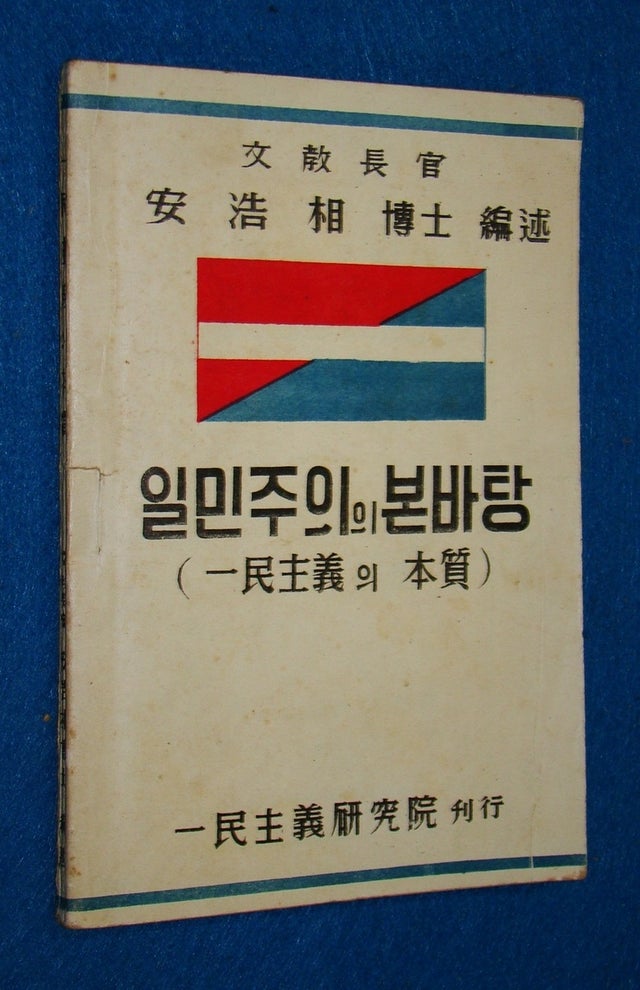 文敎長官
安浩相 博士 編述
일민주의의 본바탕
(一民主義의 本質)
一民主義硏究院 刊行